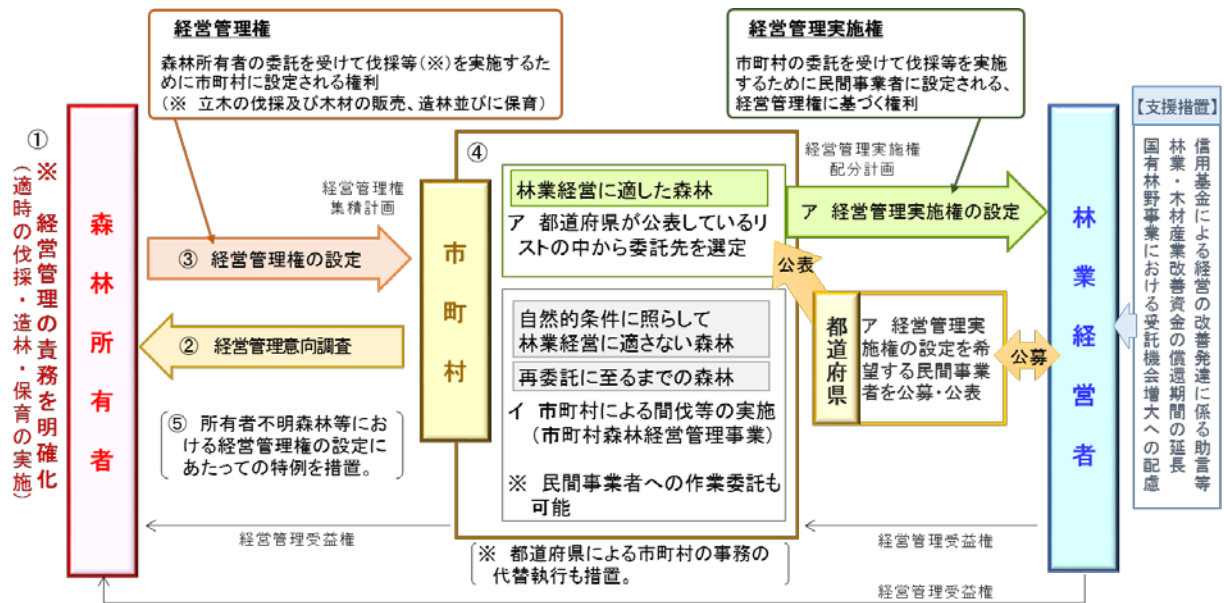 経営管理権
森林所有者の委託を受けて伐採等(※)を実施するた
めに市町村に設定される権利
(※ 立木の伐採及び木材の販売、造林並びに保育)
経営管理実施権
市町村の委託を受けて伐採等を実施
するために民間事業者に設定される、
経営管理権に基づく権利
①
※ 経営管理の責務を明確化
(適時の伐採・造林・保育の実施)
森林所有者
経営管理権
集積計画
③ 経営管理権の設定
② 経営管理意向調査
⑤ 所有者不明森林等にお
ける経営管理権の設定に
あたっての特例を措置。
市町村
④
林業経営に適した森林
ア 都道府県が公表しているリ
ストの中から委託先を選定
自然的条件に照らして
林業経営に適さない森林
再委託に至るまでの森林
イ 市町村による間伐等の実施
(市町村森林経営管理事業)
※ 民間事業者への作業委託も
可能
経営管理実施権
配分計画
ア 経営管理実施権の設定
公表
都道府県
ア 経営管理実
施権の設定を希
望する民間事業
者を公募・公表
公募
林業経営者
【支援措置】
信用基金による経営の改善発達に係る助言等
林業・木材産業改善資金の償還期間の延長
国有林野事業における受託機会増大への配慮
経営管理受益権
経営管理受益権
※ 都道府県による市町村の事務の
代替執行も措置。
経営管理受益権